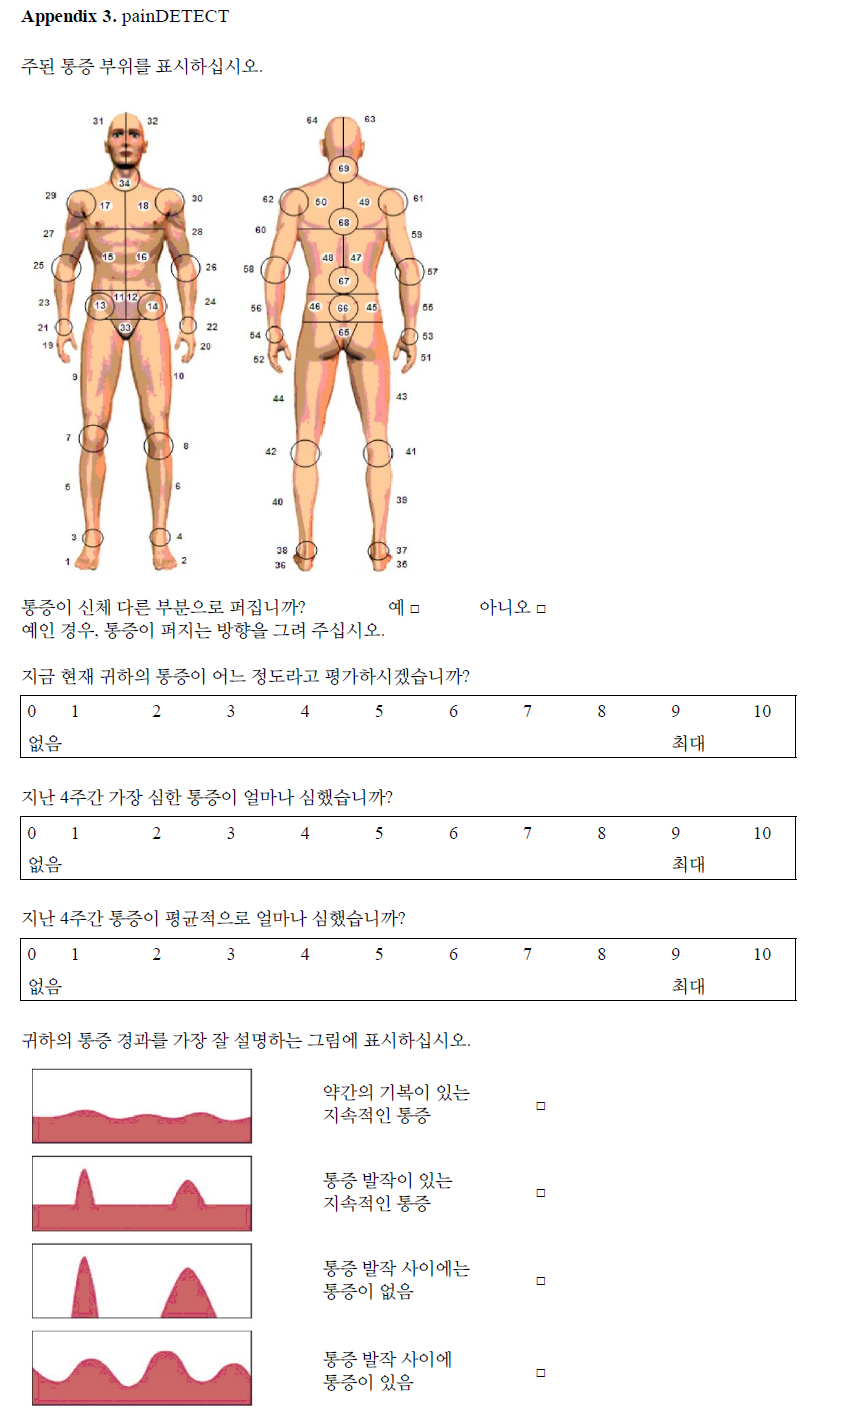 Appendix 3. painDETECT
주된 통증 부위를 표시하십시오.
31 32 64 63
34 69
29 17 18 30 62 50 49 61
27 28 60 68 59
15 16 48 47
25 26 58 57
67
23 13 11 12 14 24 56 46 66 45 55
21 33 22 54 65 53
19 20 52 51
9 10 44 43
7 8 42 41
5 6 40 39
3 4 38 37
1 2 36 35
통증이 신체 다른 부분으로 퍼집니까? 예 □ 아니오 □
예인 경우, 통증이 퍼지는 방향을 그려 주십시오.
지금 현재 귀하의 통증이 어느 정도라고 평가하시겠습니까?
0 1 2 3 4 5 6 7 8 9 10
없음 최대
지난 4주간 가장 심한 통증이 얼마나 심했습니까?
0 1 2 3 4 5 6 7 8 9 10
없음 최대
지난 4주간 통증이 평균적으로 얼마나 심했습니까?
0 1 2 3 4 5 6 7 8 9 10
없음 최대
귀하의 통증 경과를 가장 잘 설명하는 그림에 표시하십시오.
약간의 기복이 있는
지속적인 통증 □
통증 발작이 있는
지속적인 통증 □
통증 발작 사이에는
통증이 없음 □
통증 발작 사이에
통증이 있음 □